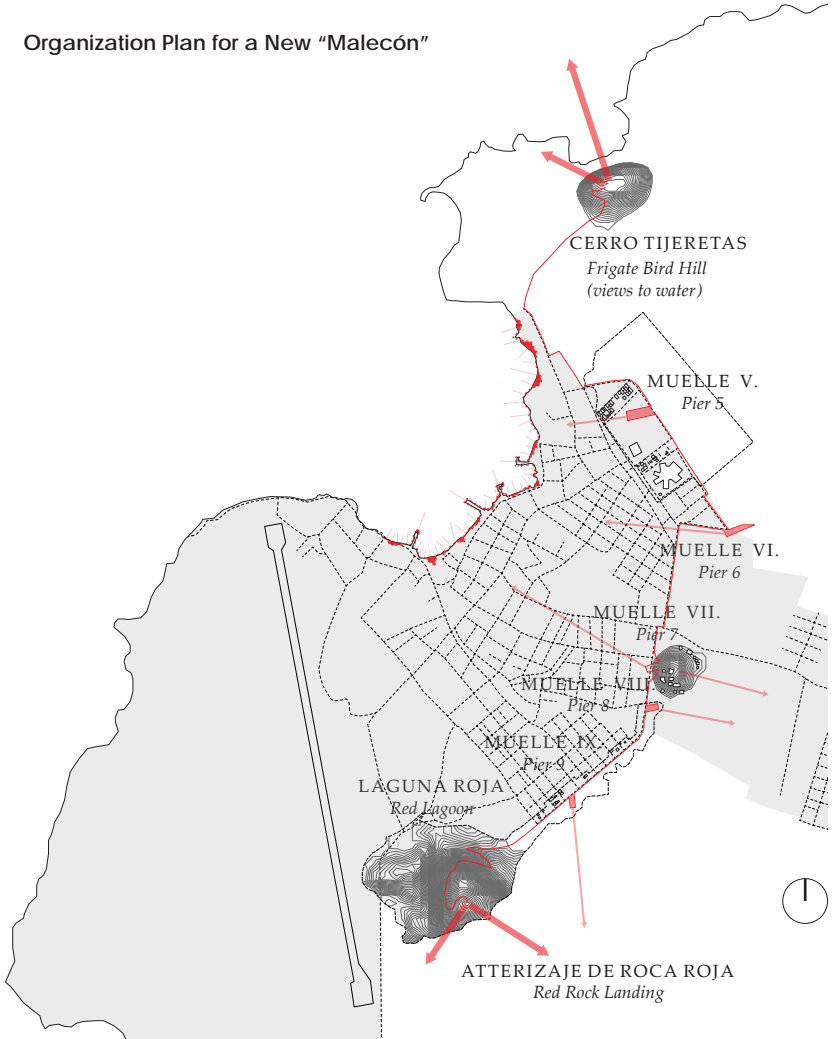 Organization Plan for a New “Malecón”
CERRO TIJERETAS
Frigate Bird Hill
(views to water)
MUELLE V.
Pier 5
MUELLE VI.
Pier 6
MUELLE VII.
Pier 7
MUELLE VIII.
Pier 8
MUELLE IX.
Pier 9
LAGUNA ROJA
Red Lagoon
ATTERIZAJE DE ROCA ROJA
Red Rock Landing